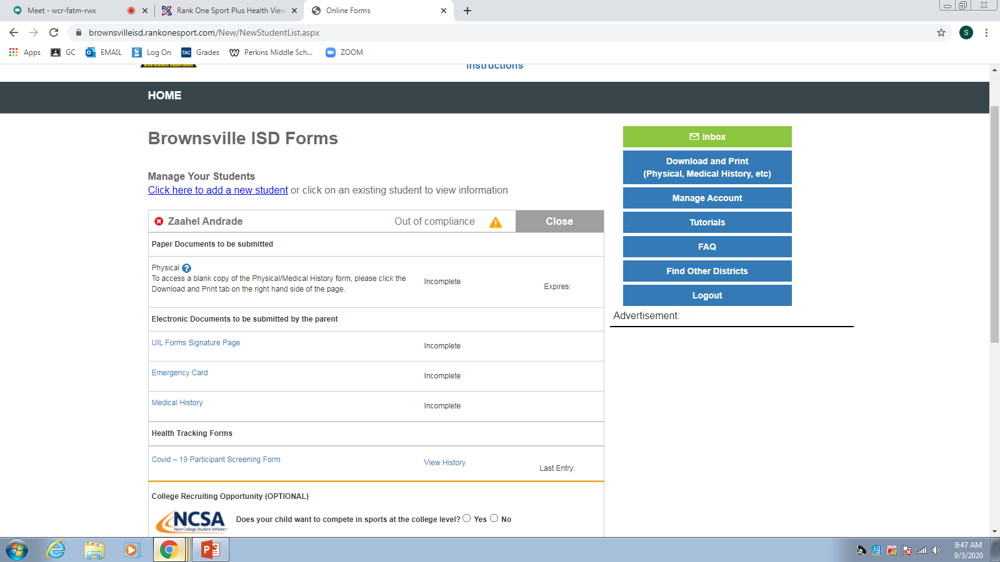 Meet - wcr-fatm-rwx
Rank One Sport Plus Health View
Online Forms
brownsvilleisd.rankonesport.com/New/NewStudentList.aspx
S
Apps
GC
EMAIL
Log On
TAC
Grades
Perkins Middle Sch...
ZOOM
Instructions
HOME
Brownsville ISD Forms
Manage Your Students
Click here to add a new student or click on an existing student to view information
Zaahel Andrade
Out of compliance
Close
Paper Documents to be submitted
Physical
To access a blank copy of the Physical/Medical History form, please click the
Download and Print tab on the right hand side of the page.
Incomplete
Expires:
Electronic Documents to be submitted by the parent
UIL Forms Signature Page
Incomplete
Emergency Card
Incomplete
Medical History
Incomplete
Health Tracking Forms
Covid – 19 Participant Screening Form
View History
Last Entry:
College Recruiting Opportunity (OPTIONAL)
NCSA
Next College Student Athlete
Does your child want to compete in sports at the college level? Yes No
Inbox
Download and Print
(Physical, Medical History, etc)
Manage Account
Tutorials
FAQ
Find Other Districts
Logout
Advertisement:
9:47 AM
9/3/2020